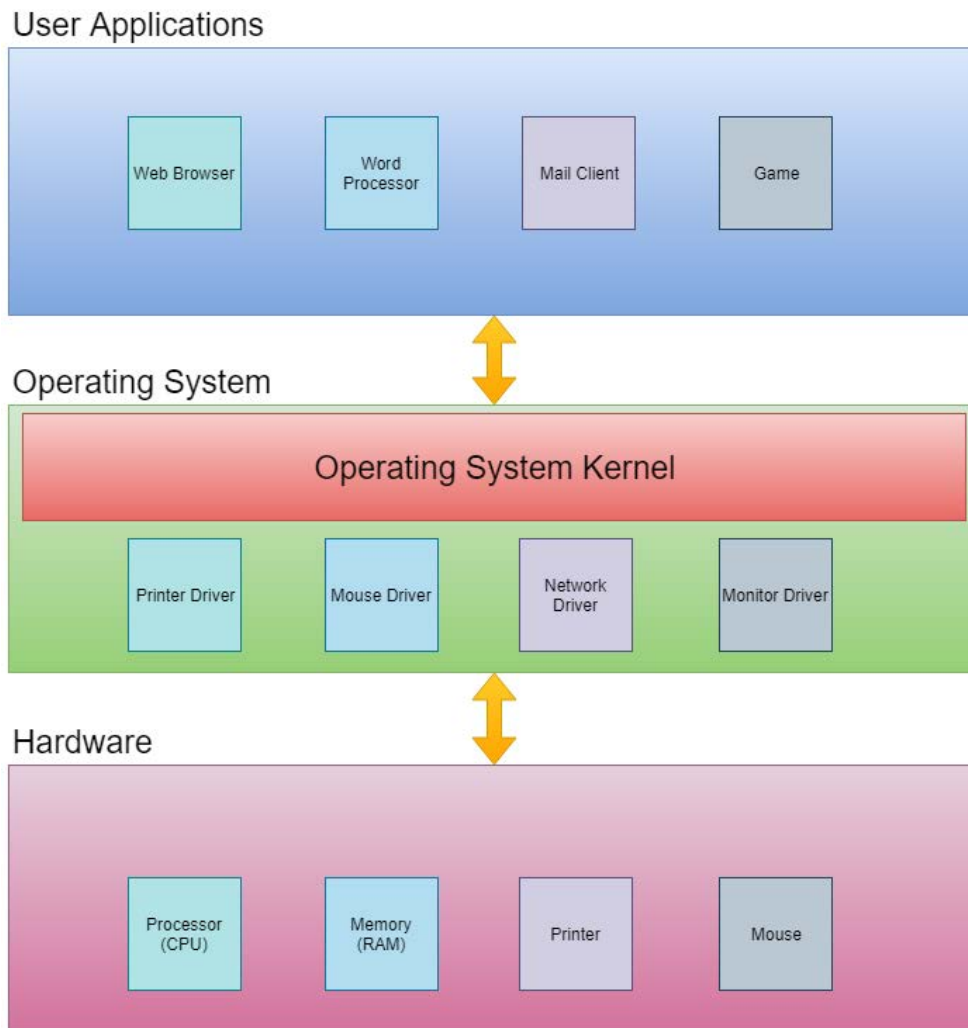 User Applications
Web Browser
Word
Processor
Mail Client
Game
Operating System
Operating System Kernel
Printer Driver
Mouse Driver
Network
Driver
Monitor Driver
Hardware
Processor
(CPU)
Memory
(RAM)
Printer
Mouse